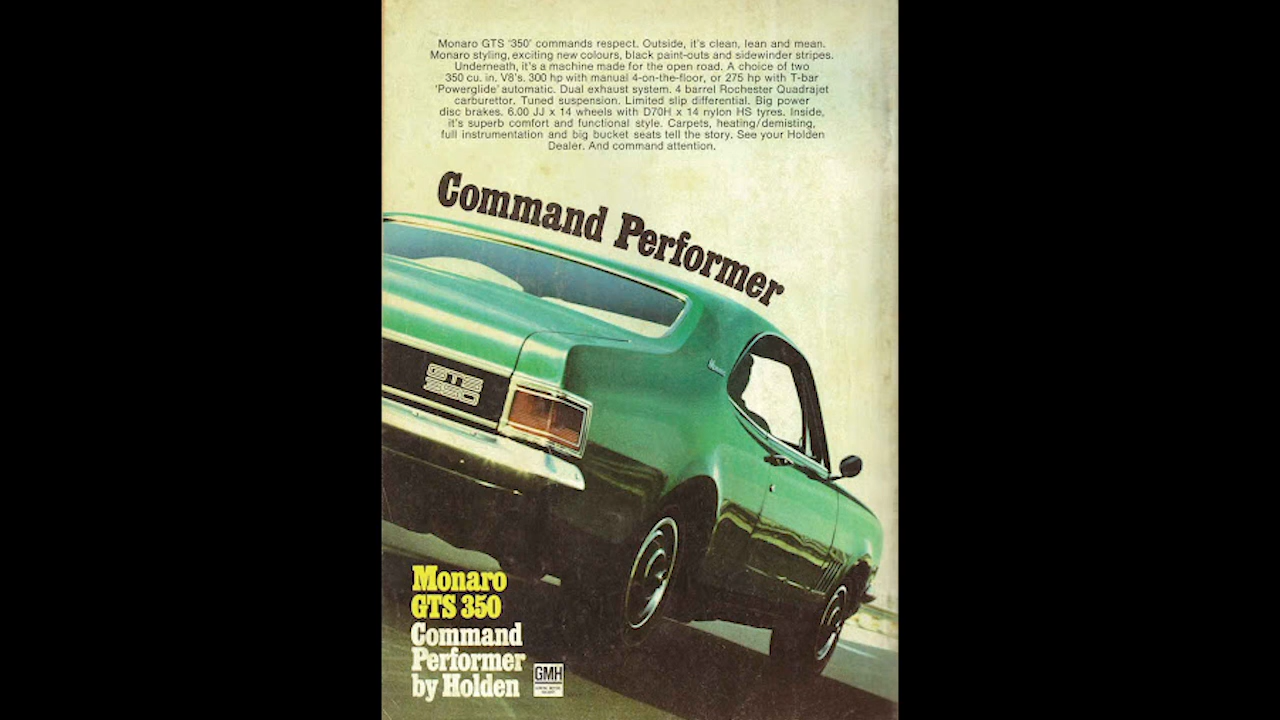 Monaro GTS '350' commands respect. Outside, it's clean, lean and mean.
Monaro styling, exciting new colours, black paint-outs and sidewinder stripes.
Underneath, it's a machine made for the open road. A choice of two
350 cu. in. V8's. 300 hp with manual 4-on-the-floor, or 275 hp with T-bar
'Powerglide' automatic. Dual exhaust system. 4 barrel Rochester Quadrajet
carburettor. Tuned suspension. Limited slip differential. Big power
disc brakes. 6.00 JJ x 14 wheels with D70H x 14 nylon HS tyres. Inside,
it's superb comfort and functional style. Carpets, heating/demisting,
full instrumentation and big bucket seats tell the story. See your Holden
Dealer. And command attention.
Command Performer
GTS
350
Monaro
GTS 350
Command
Performer
by Holden
GMH